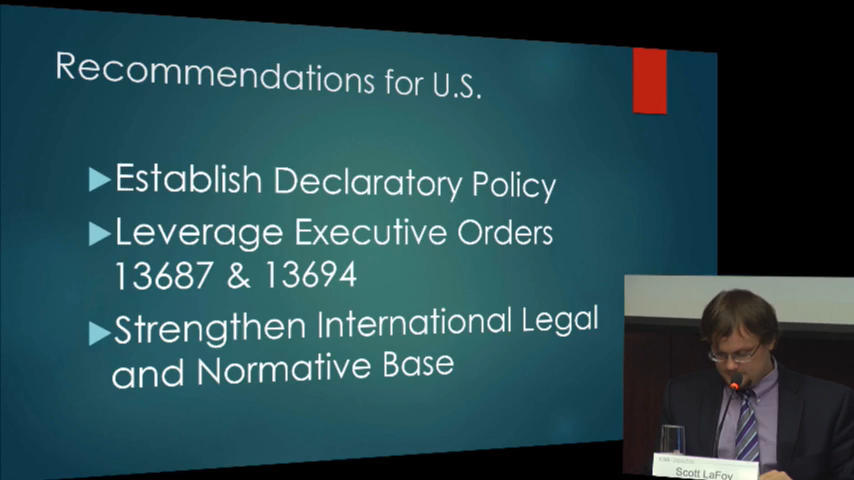 Recommendations for U.S.
Establish Declaratory Policy
Leverage Executive Orders
13687 & 13694
Strengthen International Legal
and Normative Base
Scott LaFoy